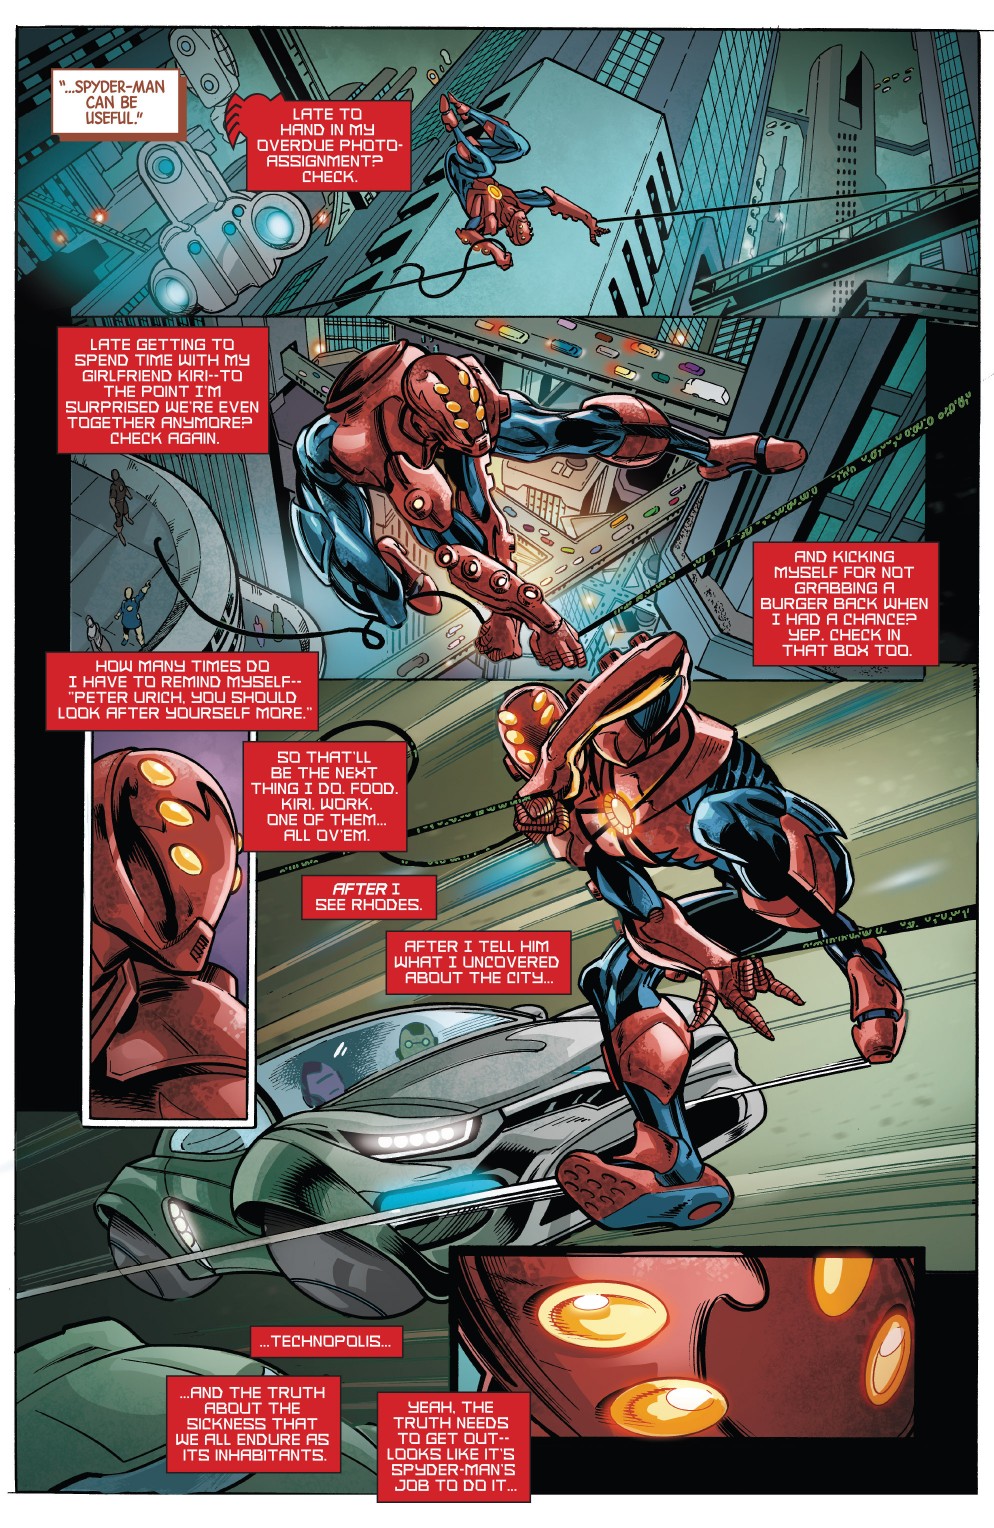 "...SPYDER-MAN
CAN BE
USEFUL."
LATE TO
HAND IN MY
OVERDUE PHOTO-
ASSIGNMENT?
CHECK.
LATE GETTING TO
SPEND TIME WITH MY
GIRLFRIEND KIRI--TO
THE POINT I'M
SURPRISED WE'RE EVEN
TOGETHER ANYMORE?
CHECK AGAIN.
AND KICKING
MYSELF FOR NOT
GRABBING A
BURGER BACK WHEN
I HAD A CHANCE?
YEP. CHECK IN
THAT BOX TOO.
HOW MANY TIMES DO
I HAVE TO REMIND MYSELF--
"PETER URICH, YOU SHOULD
LOOK AFTER YOURSELF MORE."
SO THAT'LL
BE THE NEXT
THING I DO. FOOD.
KIRI. WORK.
ONE OF THEM...
ALL OV'EM.
AFTER I
SEE RHODES.
AFTER I TELL HIM
WHAT I UNCOVERED
ABOUT THE CITY...
...TECHNOPOLIS...
...AND THE TRUTH
ABOUT THE
SICKNESS THAT
WE ALL ENDURE AS
ITS INHABITANTS.
YEAH, THE
TRUTH NEEDS
TO GET OUT--
LOOKS LIKE IT'S
SPYDER-MAN'S
JOB TO DO IT...